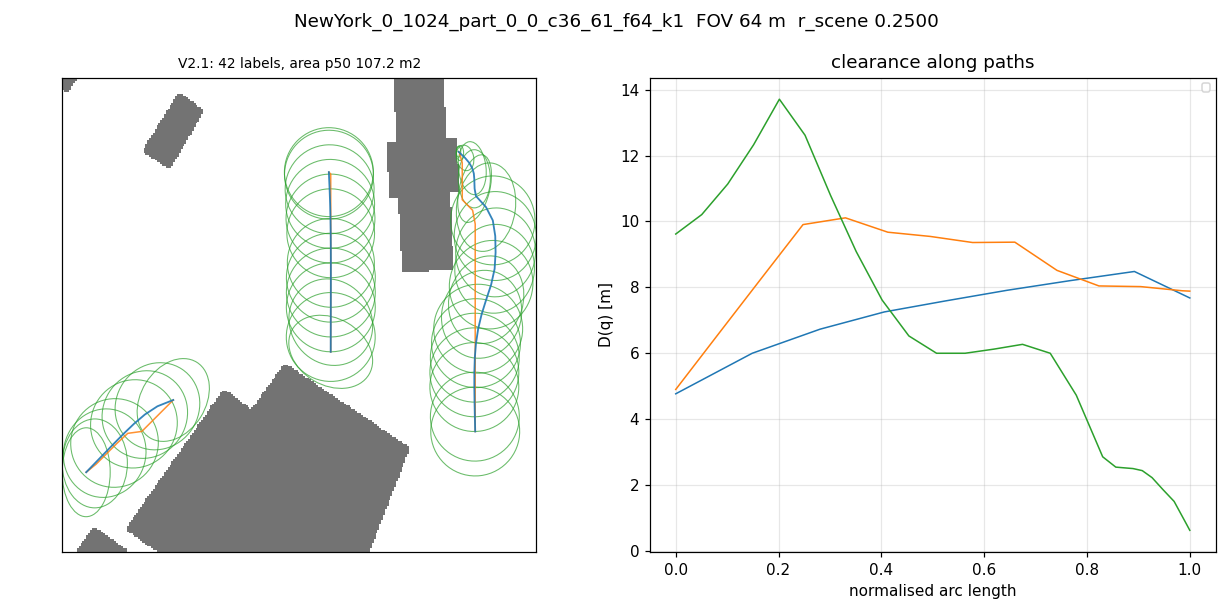 NewYork_0_1024_part_0_0_c36_61_f64_k1 FOV 64 m r_scene 0.2500
V2.1: 42 labels, area p50 107.2 m2
clearance along paths
D(q) [m]
14
12
10
8
6
4
2
0
0.0 0.2 0.4 0.6 0.8 1.0
normalised arc length